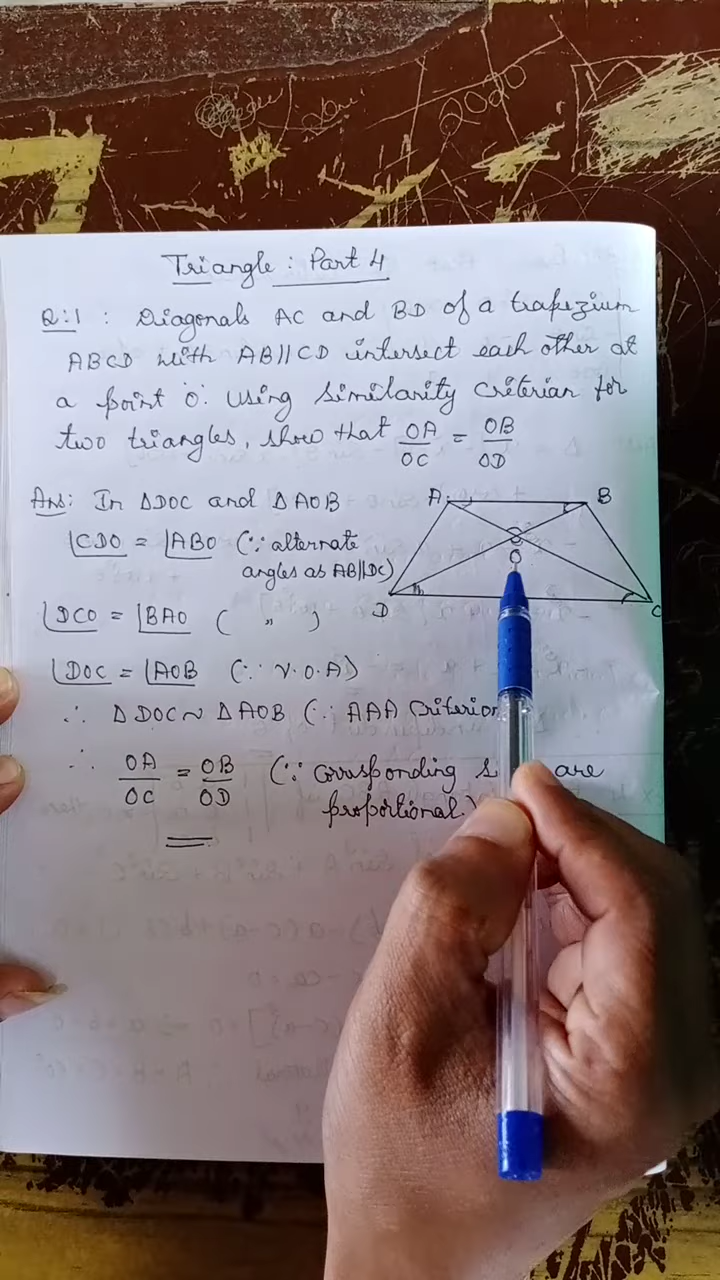 Triangle : Part 4
Q:1 : Diagonals AC and BD of a trapezium
ABCD with AB||CD intersect each other at
a point O. Using Similarity Criterian for
two triangles, show that OA/OC = OB/OD
Ans: In ΔDOC and ΔAOB
∠CDO = ∠ABO (∵ alternate
angles as AB||DC)
∠DCO = ∠BAO ( " )
∠DOC = ∠AOB (∵ V.O.A)
∴ ΔDOC ~ ΔAOB (∵ AAA Criterion
∴ OA/OC = OB/OD (∵ corresponding s are
proportional.)
A B
O
D C